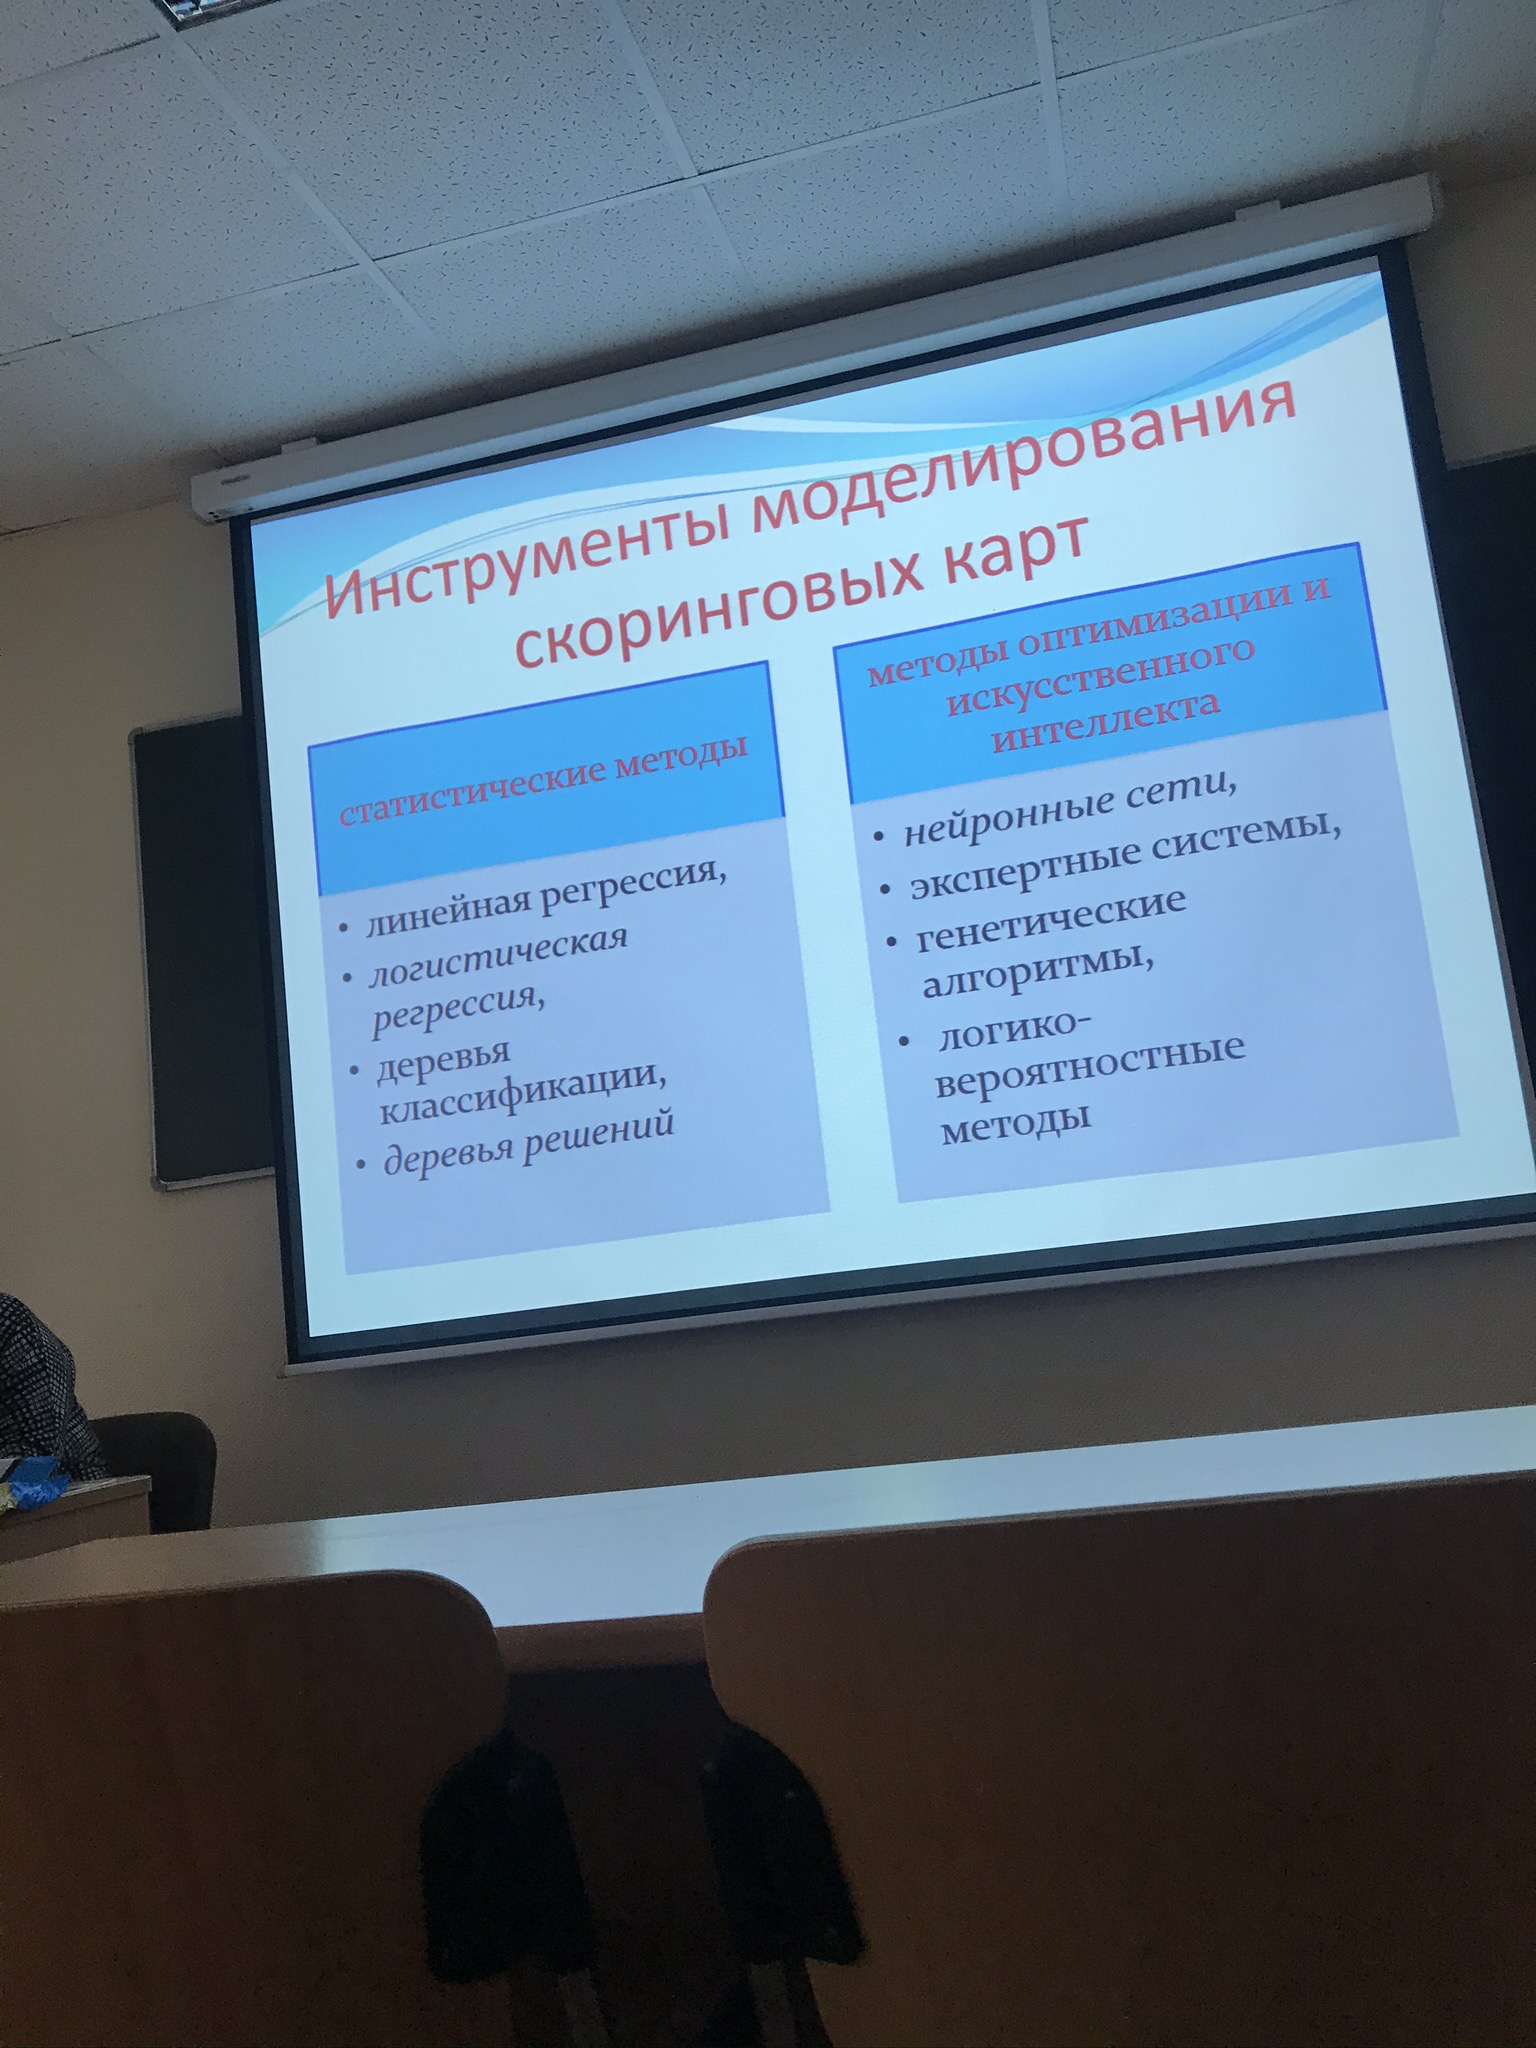 Инструменты моделирования
скоринговых карт
статистические методы
• линейная регрессия,
• логистическая
регрессия,
• деревья
классификации,
• деревья решений
методы оптимизации и
искусственного
интеллекта
• нейронные сети,
• экспертные системы,
• генетические
алгоритмы,
• логико-
вероятностные
методы